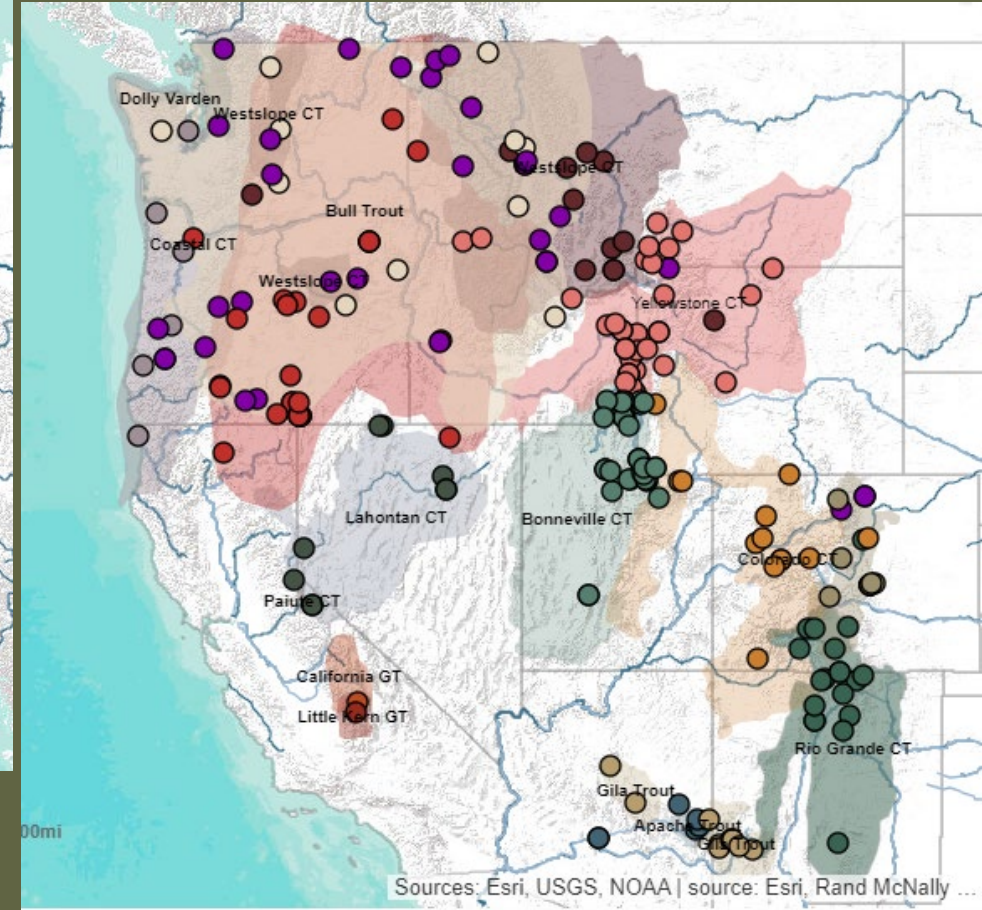 Dolly Varden
Westslope CT
Westslope CT
Bull Trout
Coastal CT
Westslope CT
Yellowstone CT
Lahontan CT
Bonneville CT
Colorado CT
Paiute CT
California GT
Little Kern GT
Rio Grande CT
Gila Trout
Apache Trout
Gila Trout
00mi
Sources: Esri, USGS, NOAA | source: Esri, Rand McNally ...